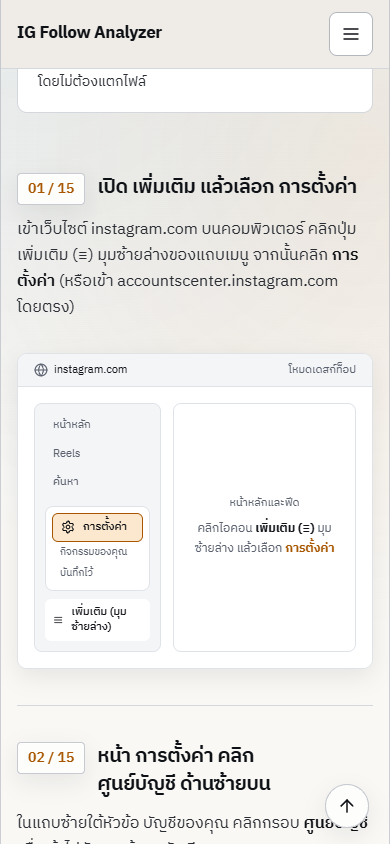 IG Follow Analyzer
โดยไม่ต้องแตกไฟล์
01 / 15
เปิด เพิ่มเติม แล้วเลือก การตั้งค่า
เข้าเว็บไซต์ instagram.com บนคอมพิวเตอร์ คลิกปุ่ม
เพิ่มเติม (≡) มุมซ้ายล่างของแถบเมนู จากนั้นคลิก การ
ตั้งค่า (หรือเข้า accountscenter.instagram.com
โดยตรง)
instagram.com
โหมดเดสก์ท็อป
หน้าหลัก
Reels
ค้นหา
การตั้งค่า
กิจกรรมของคุณ
บันทึกไว้
เพิ่มเติม (มุม
ซ้ายล่าง)
หน้าหลักและฟีด
คลิกไอคอน เพิ่มเติม (≡) มุม
ซ้ายล่าง แล้วเลือก การตั้งค่า
02 / 15
หน้า การตั้งค่า คลิก
ศูนย์บัญชี ด้านซ้ายบน
ในแถบซ้ายใต้หัวข้อ บัญชีของคุณ คลิกกรอบ